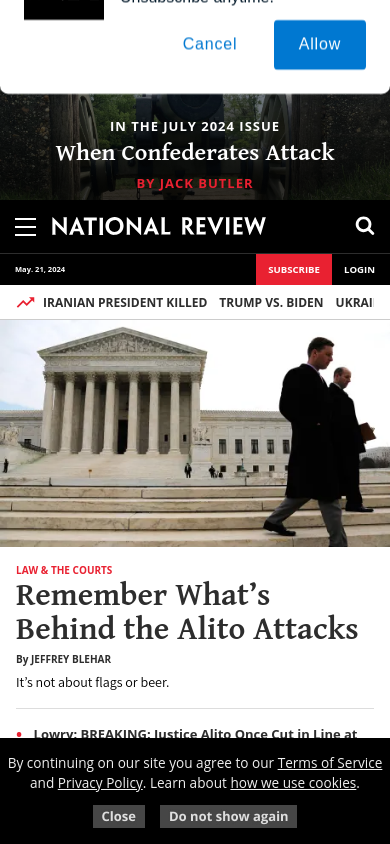 Unsubscribe anytime!
Cancel
Allow
IN THE JULY 2024 ISSUE
When Confederates Attack
BY JACK BUTLER
NATIONAL REVIEW
May. 21, 2024
SUBSCRIBE
LOGIN
IRANIAN PRESIDENT KILLED
TRUMP VS. BIDEN
LAW & THE COURTS
Remember What's
Behind the Alito Attacks
By JEFFREY BLEHAR
It's not about flags or beer.
Lowry: BREAKING: Justice Alito Once Cut in Line at
By continuing on our site you agree to our Terms of Service
and Privacy Policy. Learn about how we use cookies.
Close
Do not show again